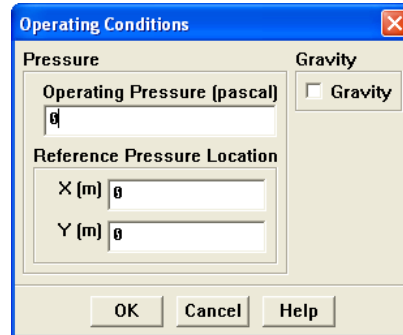 Operating Conditions
Pressure
Gravity
Operating Pressure (pascal)
Gravity
0
Reference Pressure Location
X (m) 0
Y (m) 0
OK Cancel Help